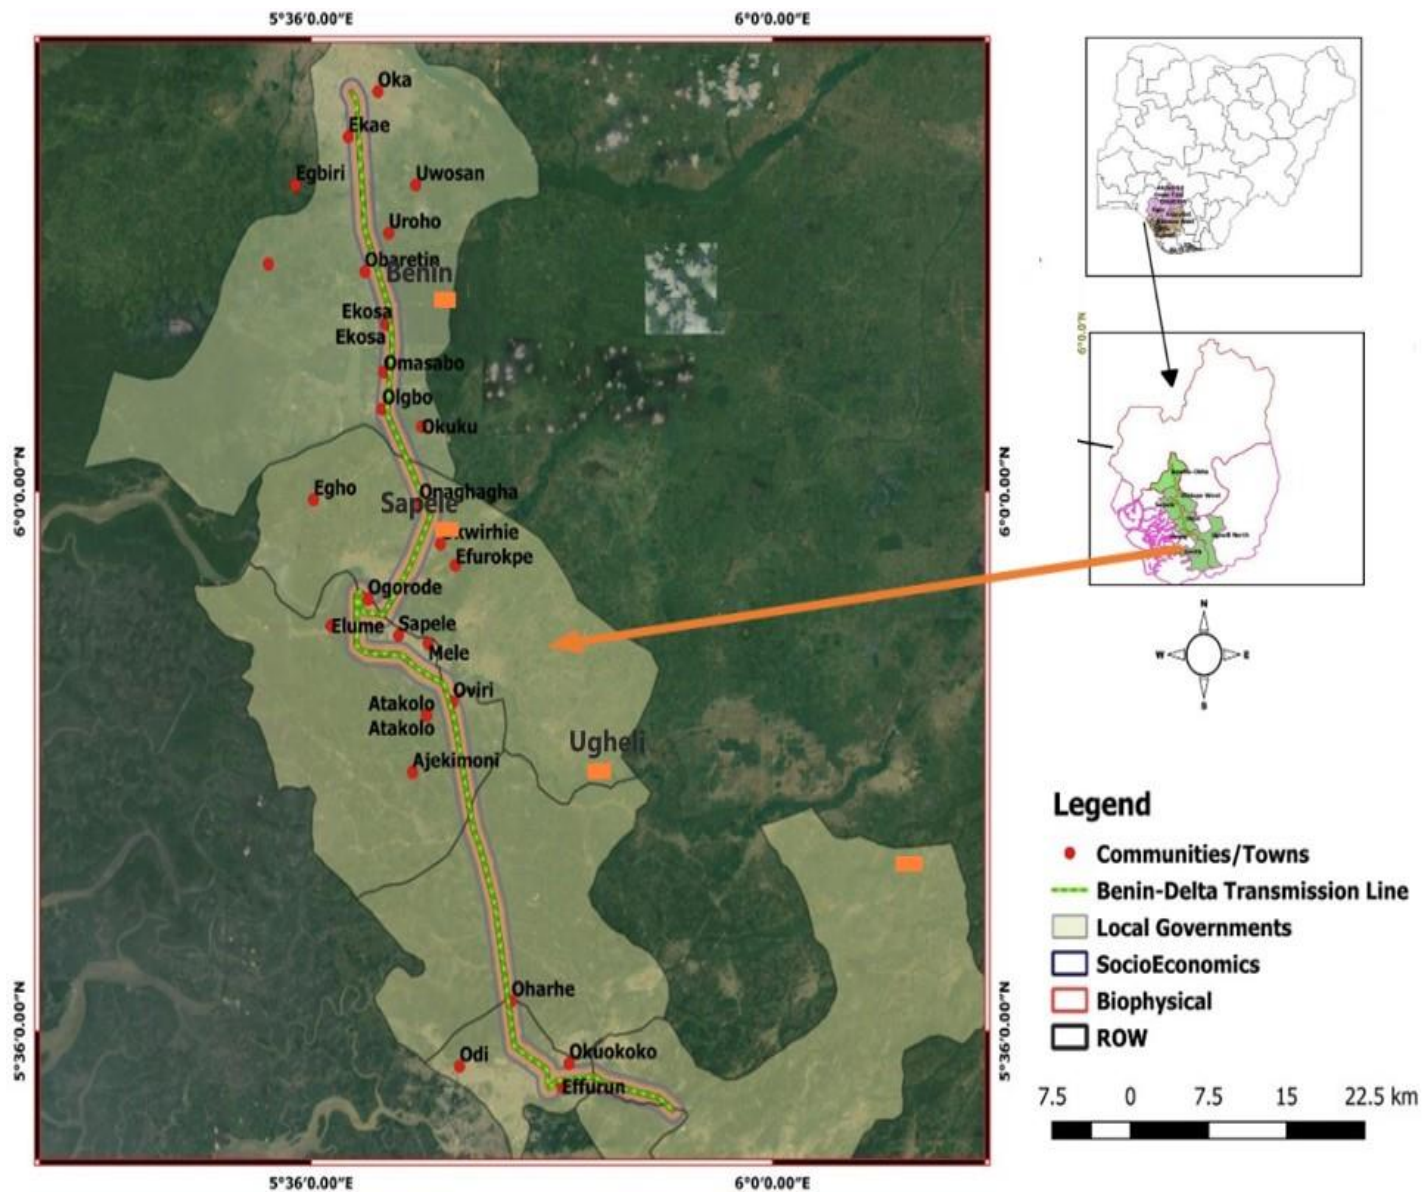 5°36′0.00″E
6°0′0.00″E
Oka
Ekae
Egbiri
Uwosan
Uroho
Obaretin
Benin
Ekosa
Ekosa
Omasabo
Olgbo
Okuku
Egho
Onaghagha
Sapele
Efurokpe
Ogorode
Elume
Sapele
Mele
Oviri
Atakolo
Atakolo
Ajekimoni
Ugheli
Oharhe
Odi
Okuokoko
Effurun
6°0′0.00″N
5°36′0.00″N
6°0′0.00″N
5°36′0.00″N
5°36′0.00″E
6°0′0.00″E
6°0′0″N
N
W
E
S
Legend
Communities/Towns
Benin-Delta Transmission Line
Local Governments
SocioEconomics
Biophysical
ROW
7.5 0 7.5 15 22.5 km